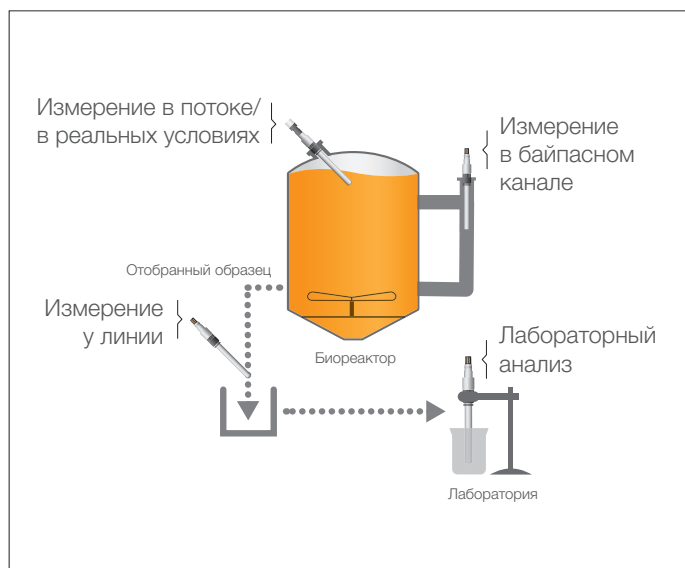 Измерение в потоке/
в реальных условиях
Измерение
в байпасном
канале
Отобранный образец
Измерение
у линии
Биореактор
Лабораторный
анализ
Лаборатория